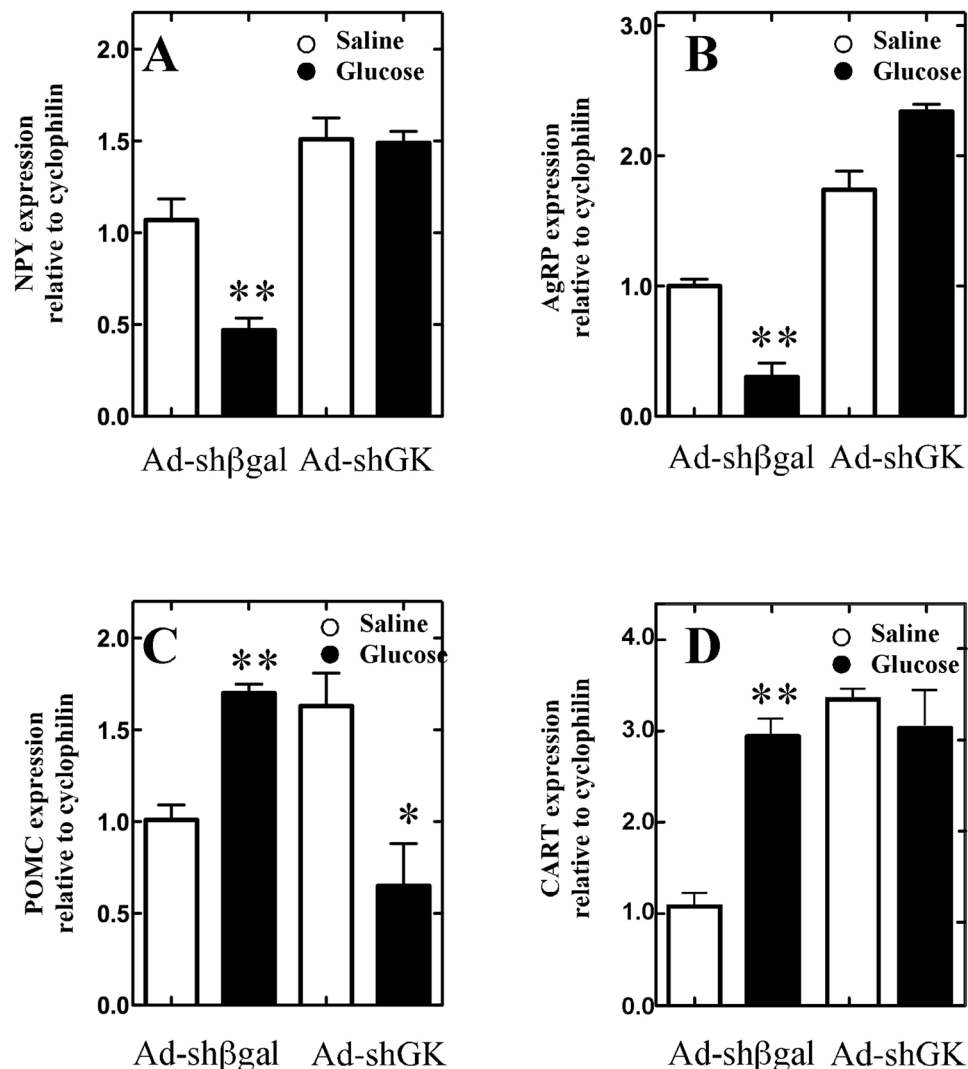 A
Saline
Glucose
2.0
1.5
1.0
0.5
0.0
NPY expression
relative to cyclophilin
**
Ad-shβgal Ad-shGK
B
Saline
Glucose
3.0
2.0
1.0
0.0
AgRP expression
relative to cyclophilin
**
Ad-shβgal Ad-shGK
C
Saline
Glucose
2.0
1.5
1.0
0.5
0.0
POMC expression
relative to cyclophilin
**
*
Ad-shβgal Ad-shGK
D
Saline
Glucose
4.0
3.0
2.0
1.0
0.0
CART expression
relative to cyclophilin
**
Ad-shβgal Ad-shGK